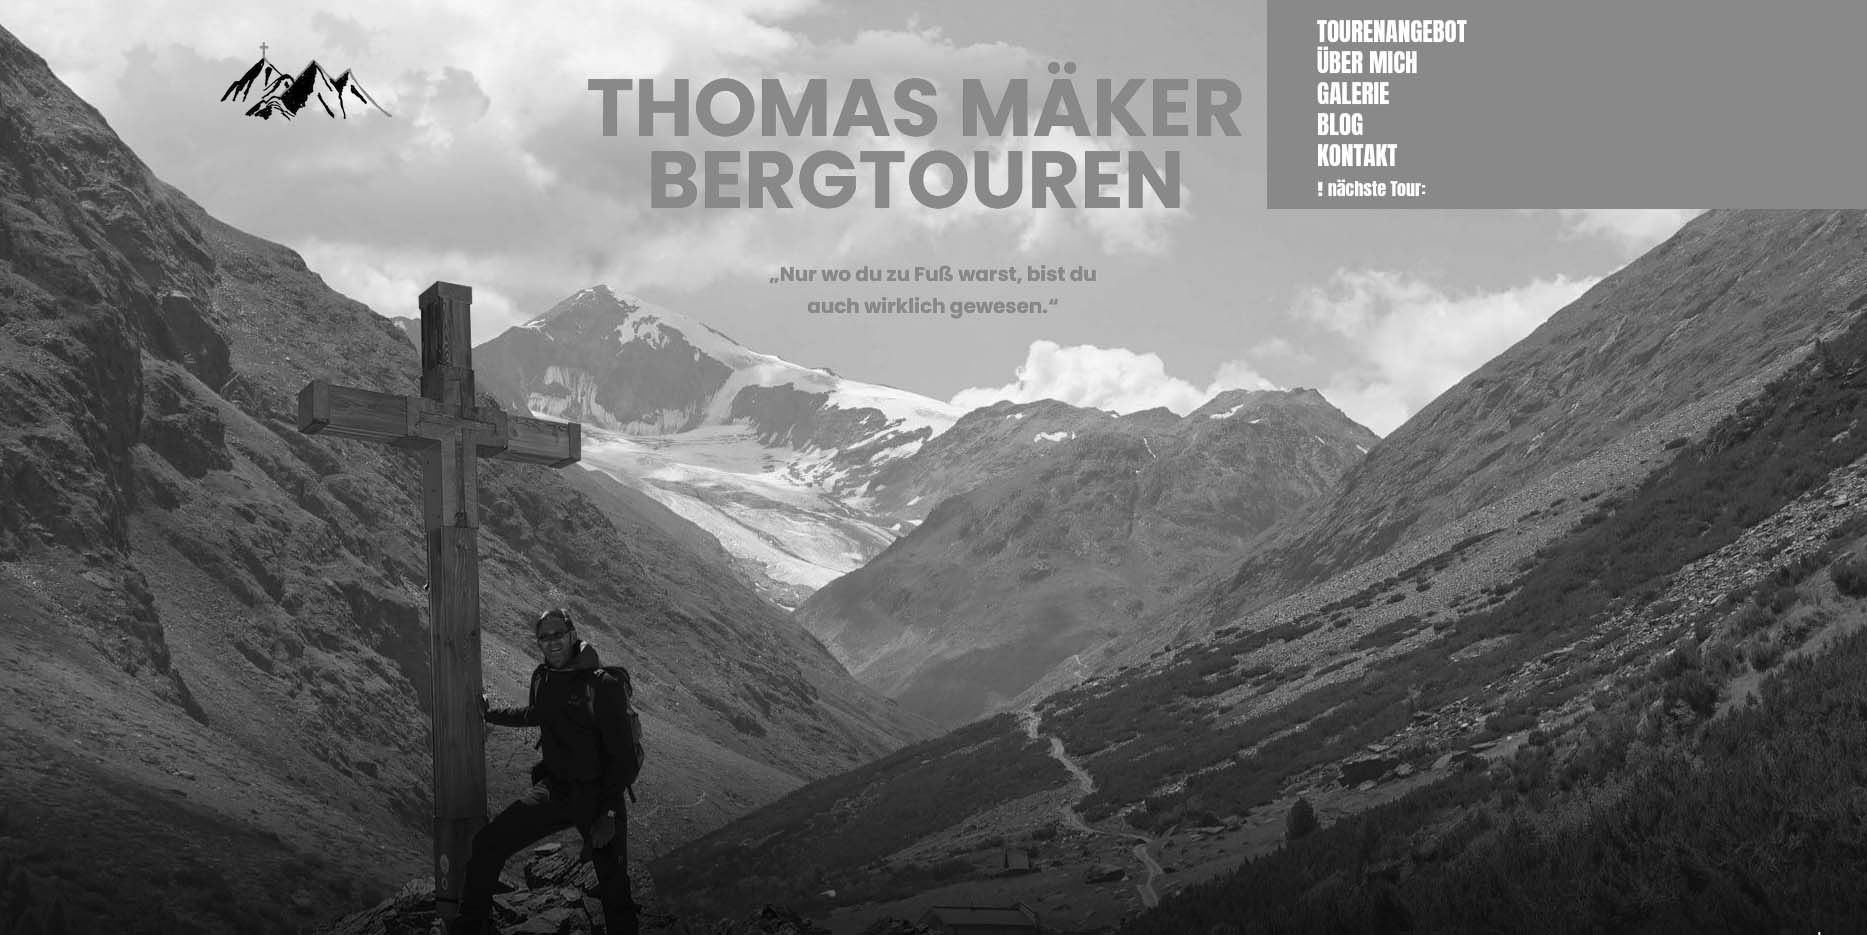 THOMAS MÄKER
BERGTOUREN
„Nur wo du zu Fuß warst, bist du
auch wirklich gewesen.“
TOURENANGEBOT
ÜBER MICH
GALERIE
BLOG
KONTAKT
! nächste Tour: